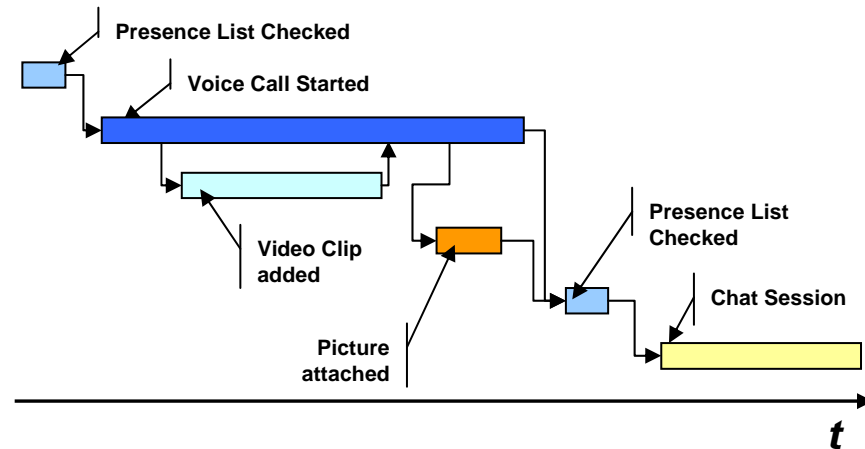 Presence List Checked
Voice Call Started
Video Clip
added
Presence List
Checked
Chat Session
Picture
attached
t